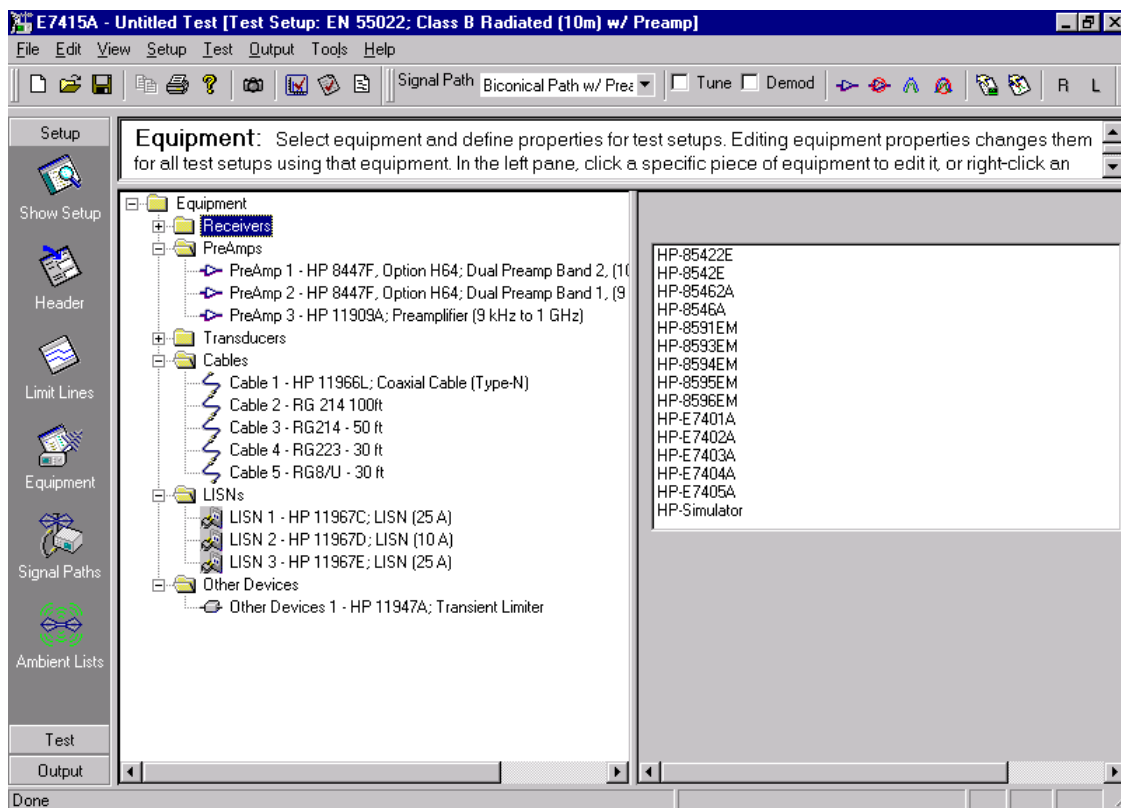 E7415A - Untitled Test [Test Setup: EN 55022; Class B Radiated (10m) w/ Preamp]
File Edit View Setup Test Output Tools Help
Signal Path Biconical Path w/ Prea Tune Demod R L
Setup
Show Setup
Header
Limit Lines
Equipment
Signal Paths
Ambient Lists
Test
Output
Equipment: Select equipment and define properties for test setups. Editing equipment properties changes them
for all test setups using that equipment. In the left pane, click a specific piece of equipment to edit it, or right-click an
Equipment
Receivers
PreAmps
PreAmp 1 - HP 8447F, Option H64; Dual Preamp Band 2, (10
PreAmp 2 - HP 8447F, Option H64; Dual Preamp Band 1, (9
PreAmp 3 - HP 11909A; Preamplifier (9 kHz to 1 GHz)
Transducers
Cables
Cable 1 - HP 11966L; Coaxial Cable (Type-N)
Cable 2 - RG 214 100ft
Cable 3 - RG214 - 50 ft
Cable 4 - RG223 - 30 ft
Cable 5 - RG8/U - 30 ft
LISNs
LISN 1 - HP 11967C; LISN (25 A)
LISN 2 - HP 11967D; LISN (10 A)
LISN 3 - HP 11967E; LISN (25 A)
Other Devices
Other Devices 1 - HP 11947A; Transient Limiter
HP-85422E
HP-8542E
HP-85462A
HP-8546A
HP-8591EM
HP-8593EM
HP-8594EM
HP-8595EM
HP-8596EM
HP-E7401A
HP-E7402A
HP-E7403A
HP-E7404A
HP-E7405A
HP-Simulator
Done